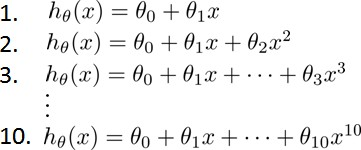 1. hθ(x) = θ0 + θ1x
2. hθ(x) = θ0 + θ1x + θ2x²
3. hθ(x) = θ0 + θ1x + ⋯ + θ3x³
⋮
10. hθ(x) = θ0 + θ1x + ⋯ + θ10x¹⁰